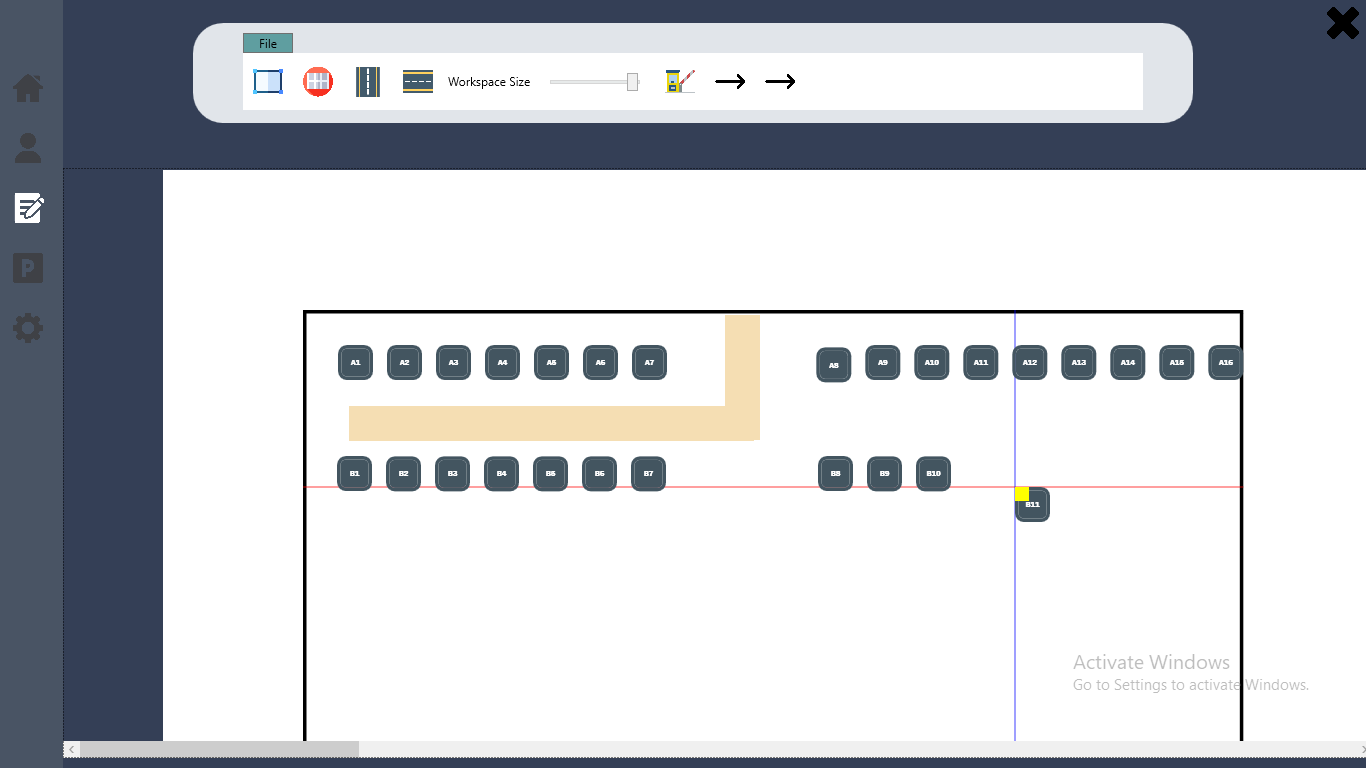 File
Workspace Size
P
A1 A2 A3 A4 A5 A6 A7 A8 A9 A10 A11 A12 A13 A14 A15 A16
B1 B2 B3 B4 B5 B6 B7 B8 B9 B10
B11
Activate Windows
Go to Settings to activate Windows.